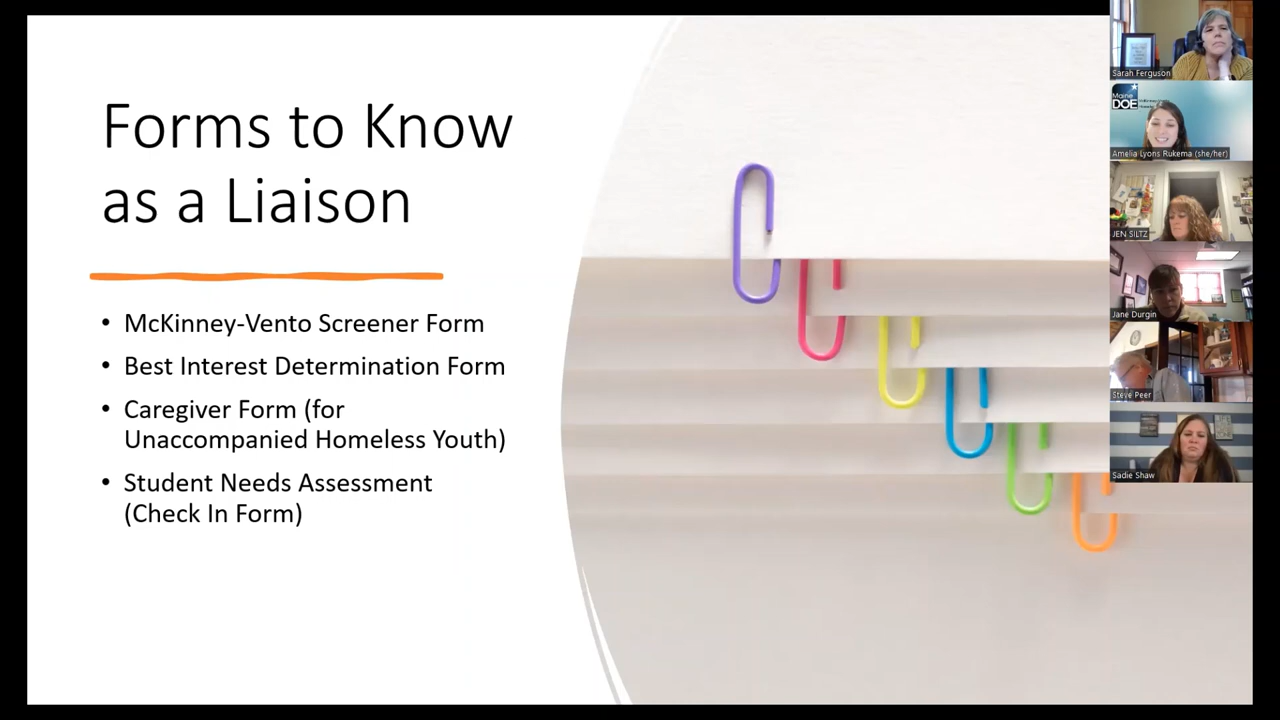 Forms to Know
as a Liaison
• McKinney-Vento Screener Form
• Best Interest Determination Form
• Caregiver Form (for
Unaccompanied Homeless Youth)
• Student Needs Assessment
(Check In Form)
Sarah Ferguson
Maine
DOE
Amelia Lyons Rukema (she/her)
JEN SILTZ
Jane Durgin
Steve Peer
Sadie Shaw